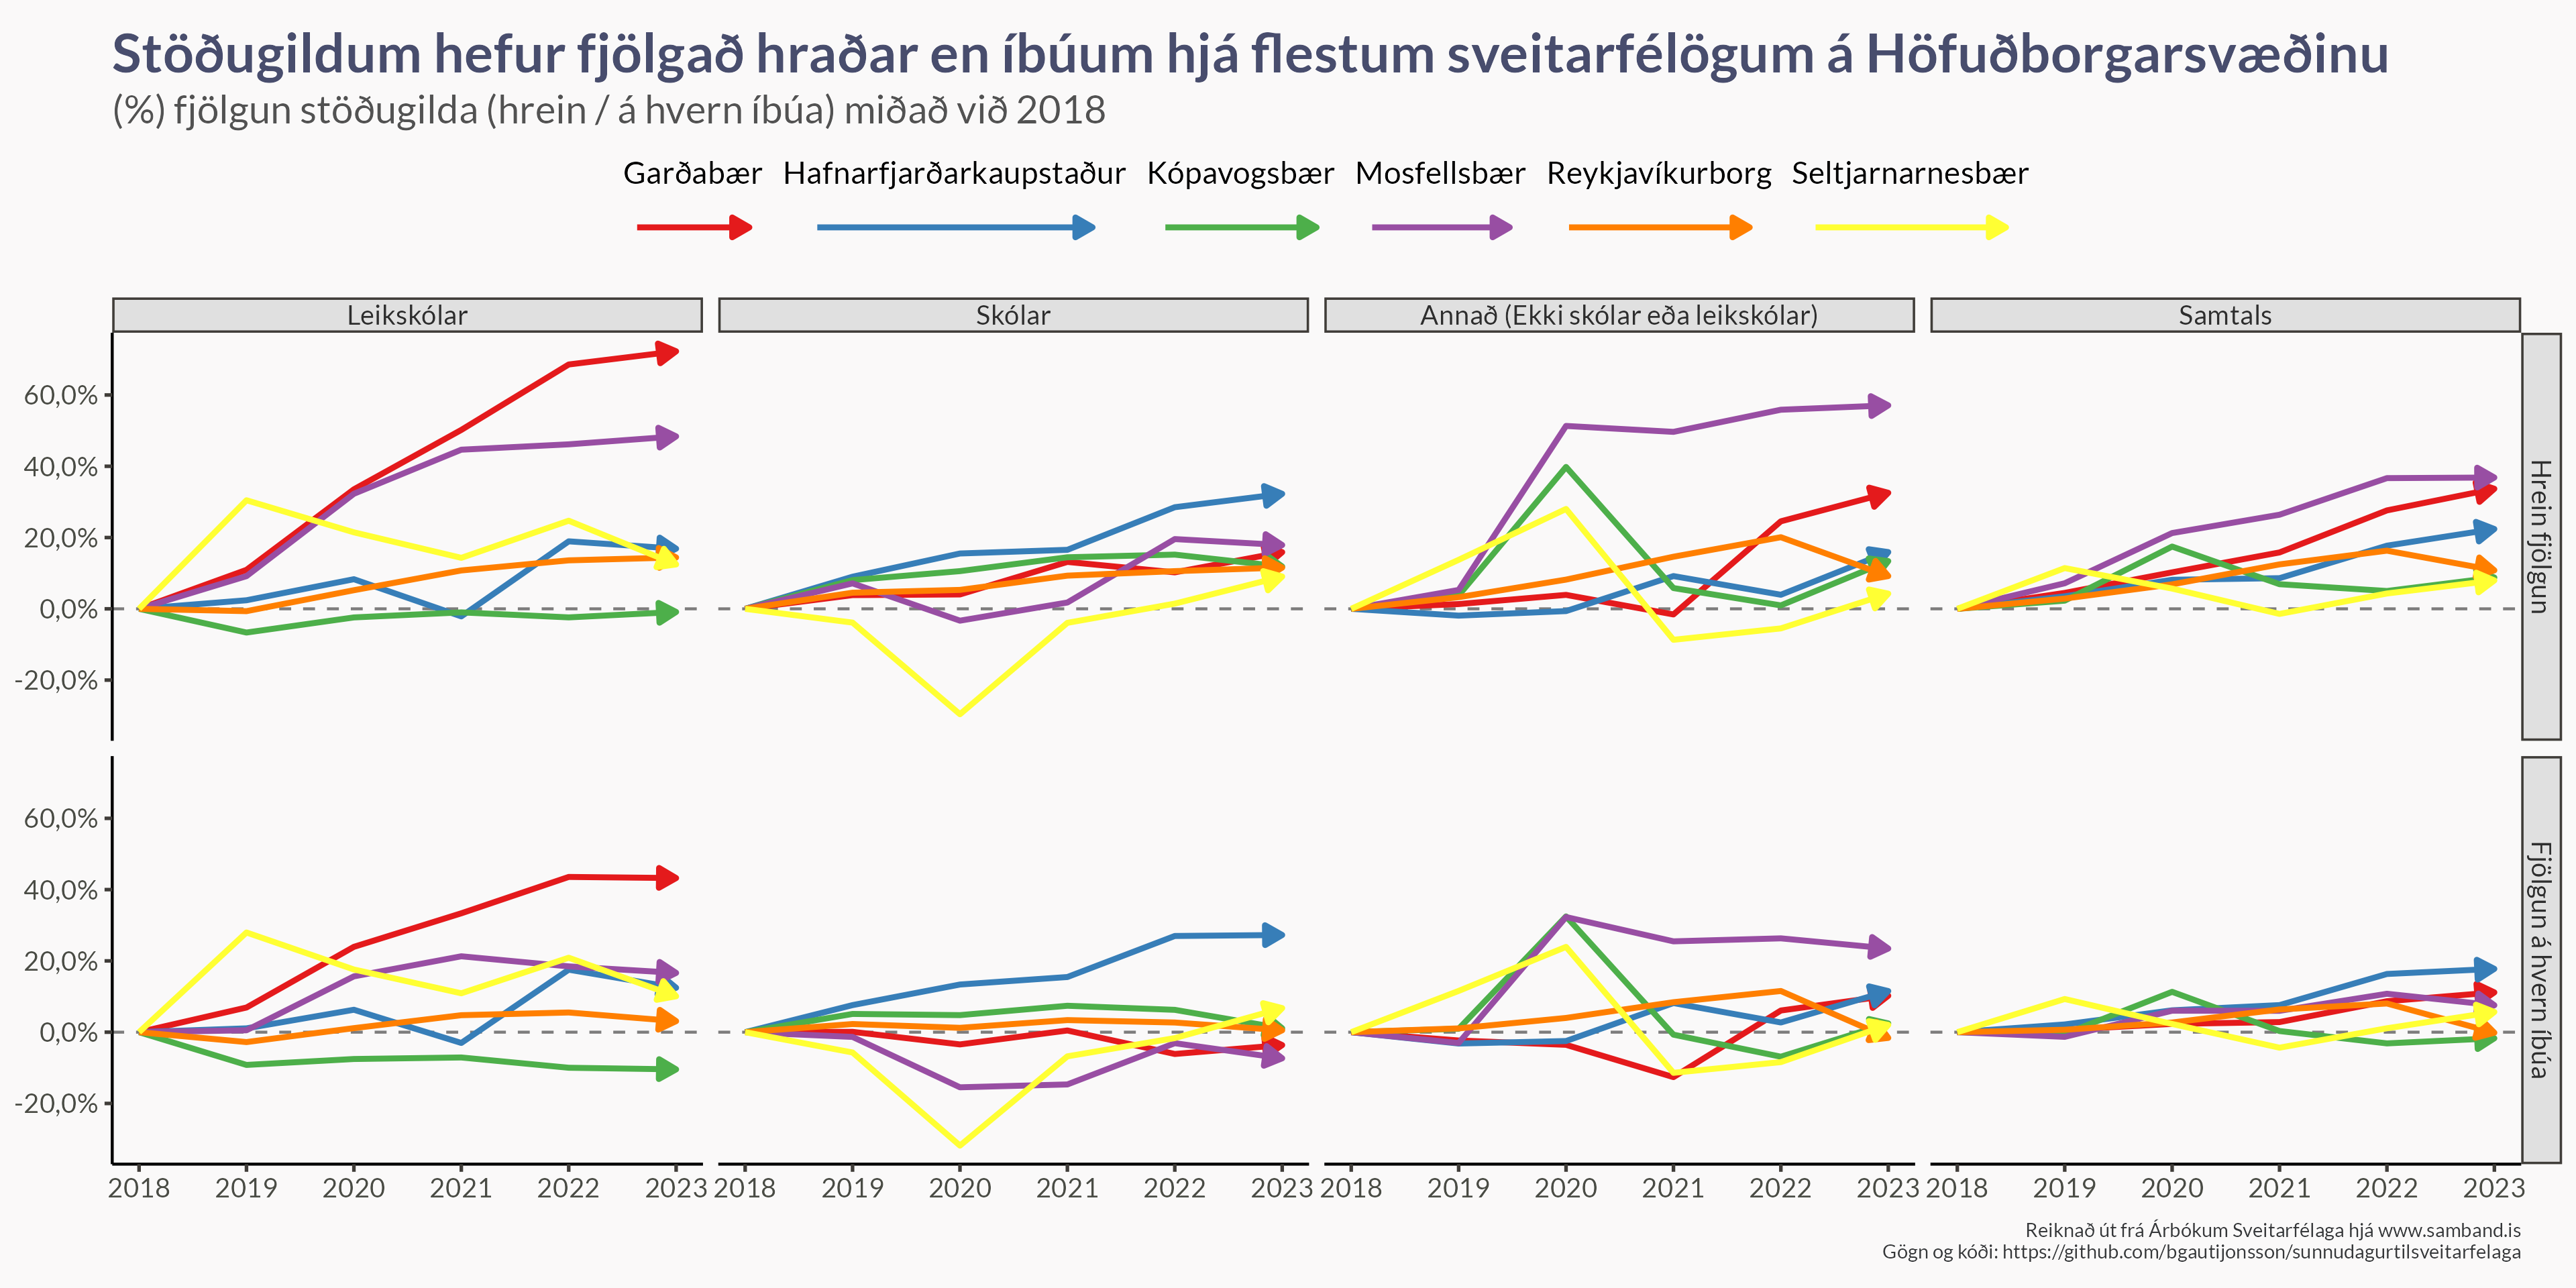 Stöðugildum hefur fjölgað hraðar en íbúum hjá flestum sveitarfélögum á Höfuðborgarsvæðinu
(%) fjölgun stöðugilda (hrein / á hvern íbúa) miðað við 2018
Garðabær Hafnarfjarðarkaupstaður Kópavogsbær Mosfellsbær Reykjavíkurborg Seltjarnarnesbær
Leikskólar Skólar Annað (Ekki skólar eða leikskólar) Samtals
60,0%
40,0%
20,0%
0,0%
-20,0%
Hrein fjölgun
60,0%
40,0%
20,0%
0,0%
-20,0%
Fjölgun á hvern íbúa
2018 2019 2020 2021 2022 2023 2018 2019 2020 2021 2022 2023 2018 2019 2020 2021 2022 2023 2018 2019 2020 2021 2022 2023
Reiknað út frá Árbókum Sveitarfélaga hjá www.samband.is
Gögn og kóði: https://github.com/bgautijonsson/sunnudagurtilsveitarfelaga